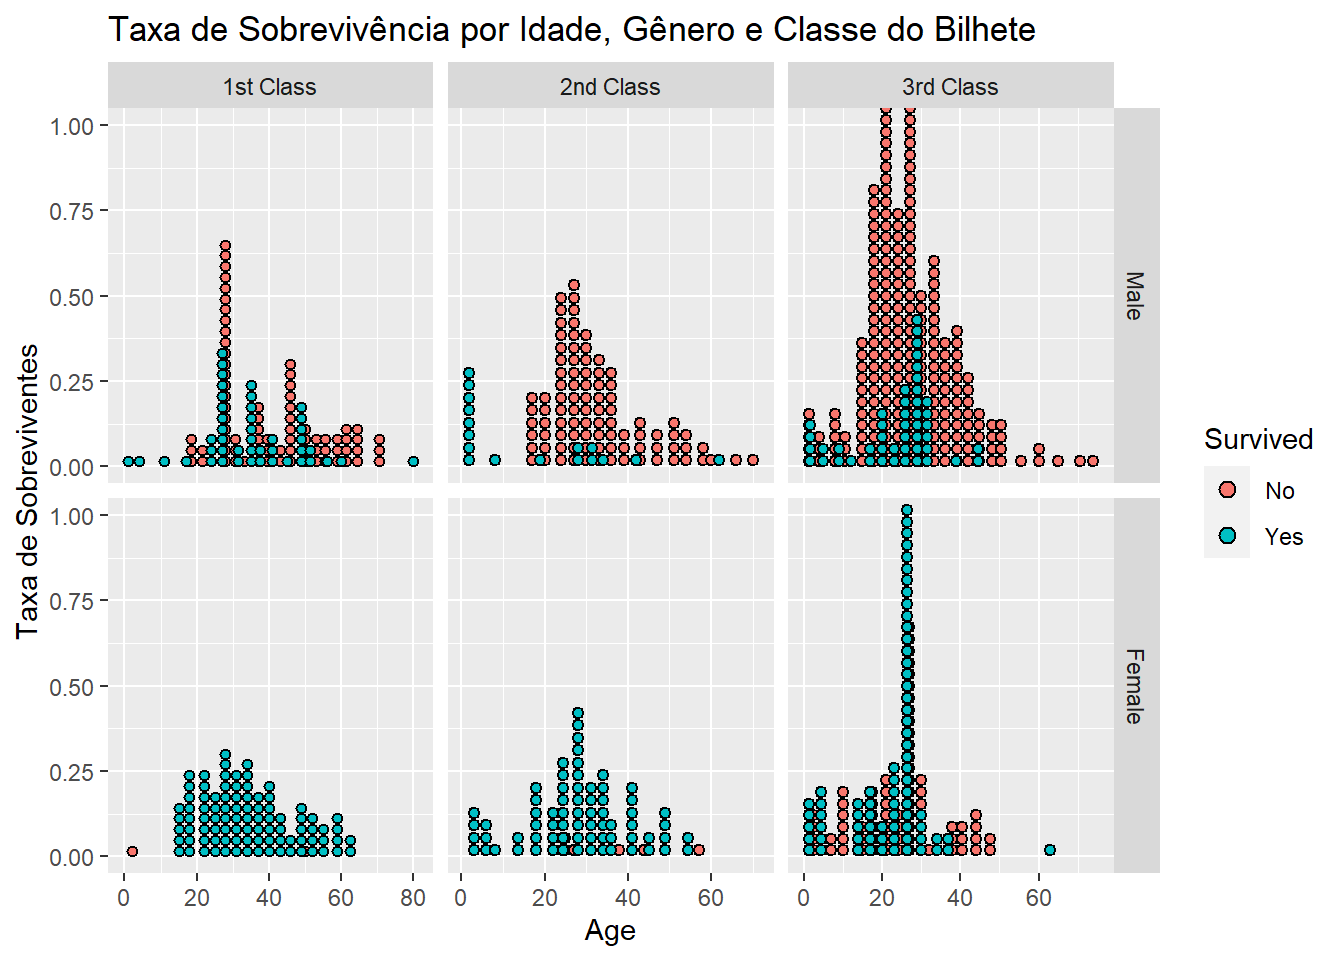 Taxa de Sobrevivência por Idade, Gênero e Classe do Bilhete
1st Class
2nd Class
3rd Class
1.00
0.75
0.50
0.25
0.00
Male
1.00
0.75
0.50
0.25
0.00
Female
Taxa de Sobreviventes
0 20 40 60 80
0 20 40 60
0 20 40 60
Age
Survived
No
Yes